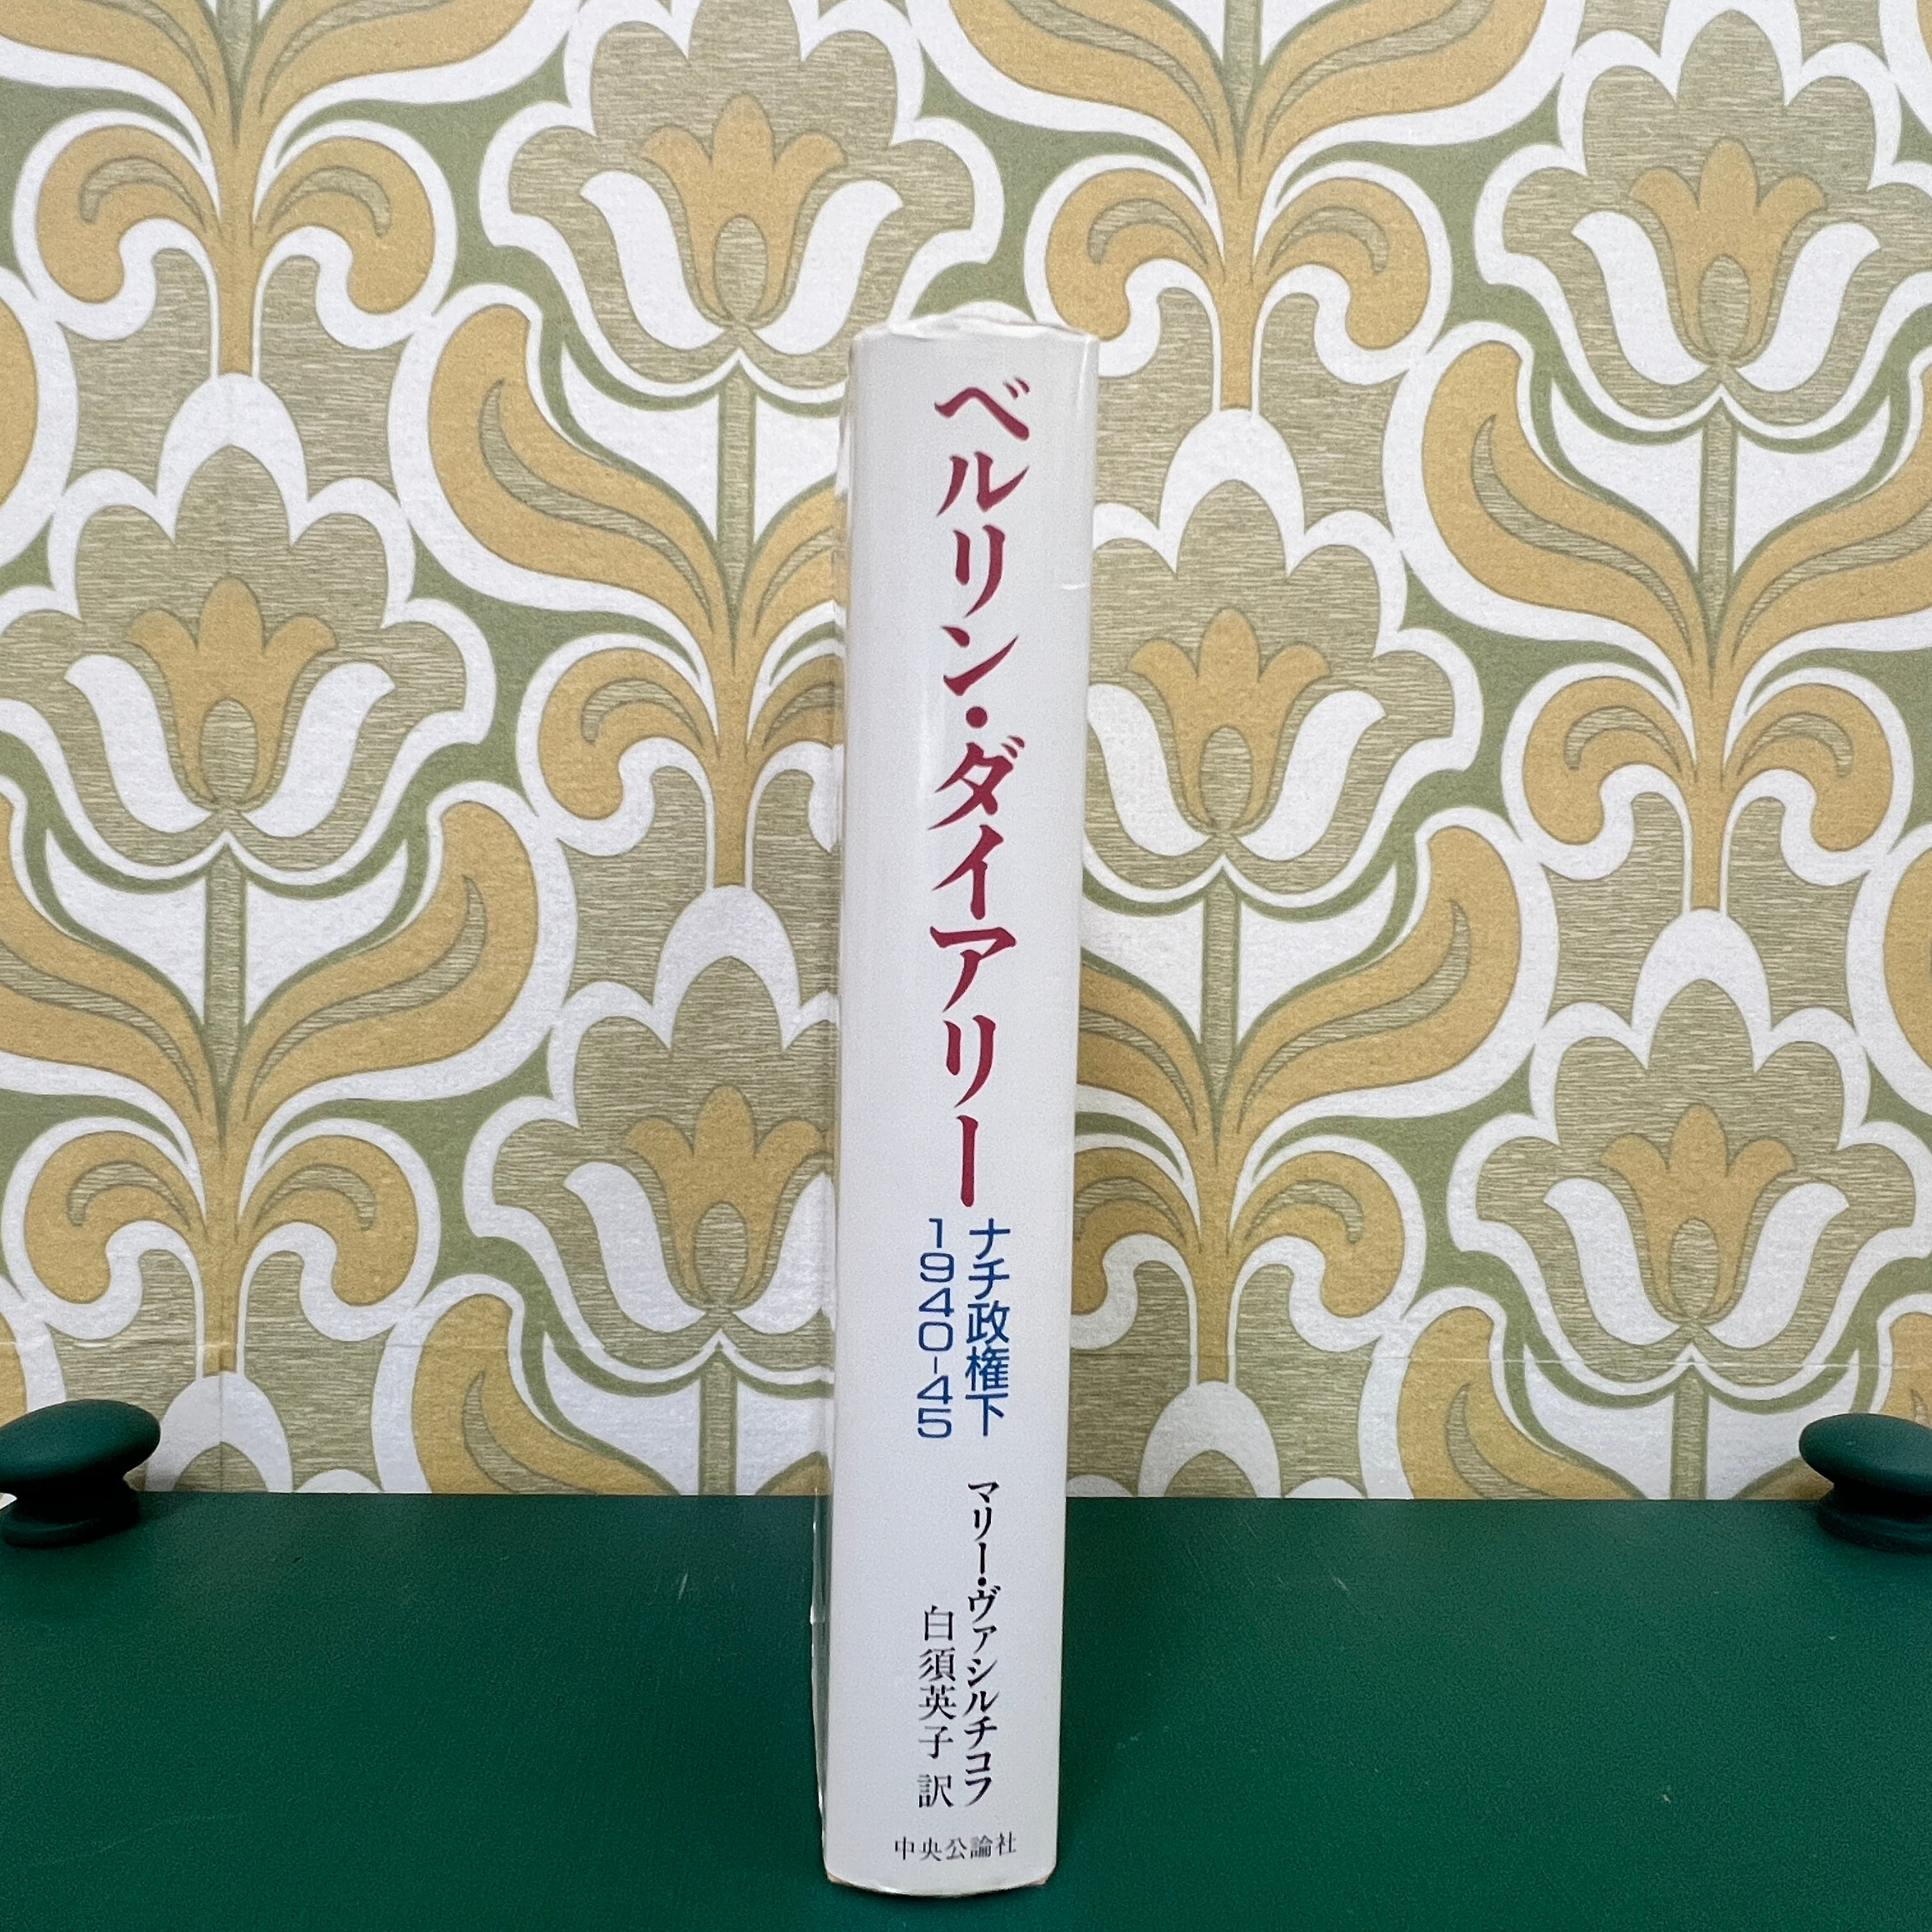 ベルリン・ダイアリー
ナチ政権下
1940-45
マリー・ヴァシルチコフ
白須英子 訳
中央公論社